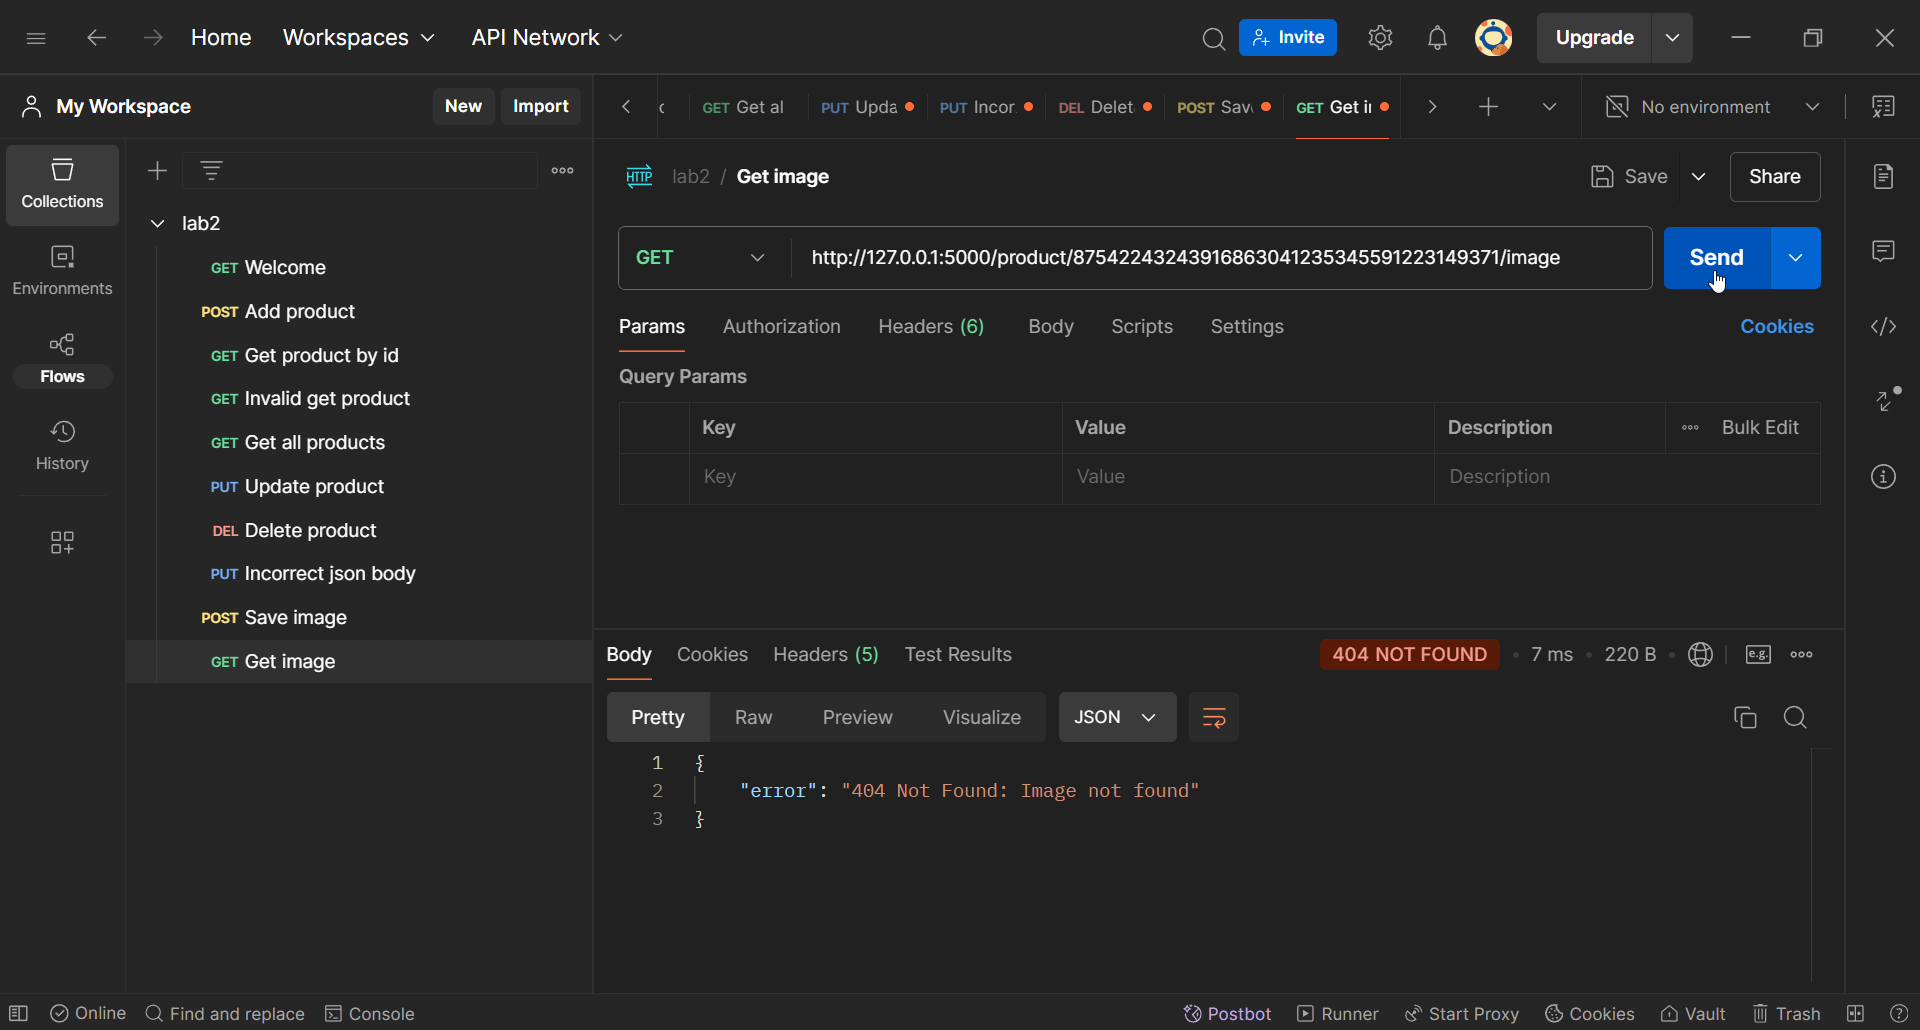 Home Workspaces API Network Invite Upgrade
My Workspace New Import
GET Get al PUT Upda PUT Incor. DEL Delet POST Sav GET Get i No environment
Collections
Environments
Flows
History
lab2
GET Welcome
POST Add product
GET Get product by id
GET Invalid get product
GET Get all products
PUT Update product
DEL Delete product
PUT Incorrect json body
POST Save image
GET Get image
HTTP lab2 / Get image Save Share
GET http://127.0.0.1:5000/product/87542243243916863041235345591223149371/image Send
Params Authorization Headers (6) Body Scripts Settings Cookies
Query Params
Key Value Description Bulk Edit
Key Value Description
Body Cookies Headers (5) Test Results 404 NOT FOUND 7 ms 220 B e.g.
Pretty Raw Preview Visualize JSON
1 {
2 "error": "404 Not Found: Image not found"
3 }
Online Find and replace Console Postbot Runner Start Proxy Cookies Vault Trash